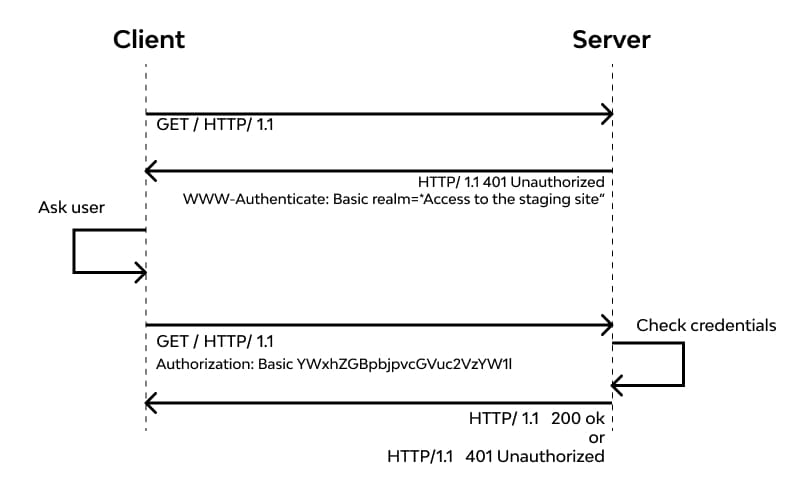 Client
Server
GET / HTTP/ 1.1
HTTP/ 1.1 401 Unauthorized
WWW-Authenticate: Basic realm=“Access to the staging site”
Ask user
GET / HTTP/ 1.1
Authorization: Basic YWxhZGBpbjpvcGVuc2VzYW1l
Check credentials
HTTP/ 1.1 200 ok
or
HTTP/1.1 401 Unauthorized